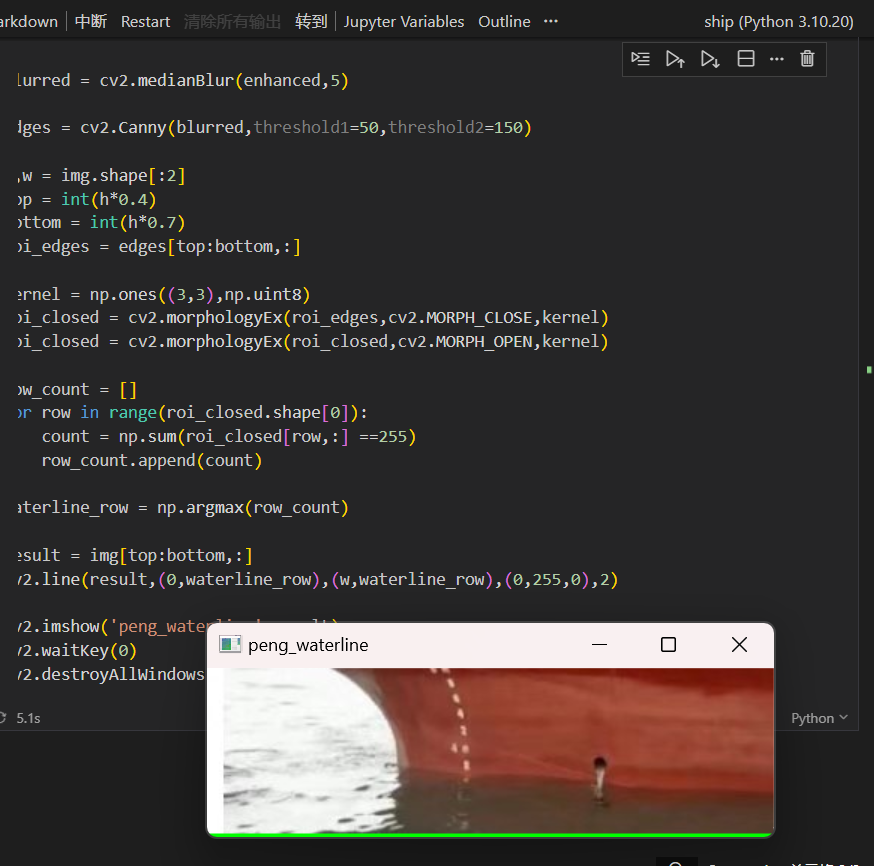 arkdown 中断 Restart 清除所有输出 转到 Jupyter Variables Outline ··· ship (Python 3.10.20)
lurred = cv2.medianBlur(enhanced,5)
dges = cv2.Canny(blurred,threshold1=50,threshold2=150)
,w = img.shape[:2]
op = int(h*0.4)
ottom = int(h*0.7)
oi_edges = edges[top:bottom,:]
ernel = np.ones((3,3),np.uint8)
oi_closed = cv2.morphologyEx(roi_edges,cv2.MORPH_CLOSE,kernel)
oi_closed = cv2.morphologyEx(roi_closed,cv2.MORPH_OPEN,kernel)
ow_count = []
or row in range(roi_closed.shape[0]):
count = np.sum(roi_closed[row,:] ==255)
row_count.append(count)
aterline_row = np.argmax(row_count)
esult = img[top:bottom,:]
v2.line(result,(0,waterline_row),(w,waterline_row),(0,255,0),2)
v2.imshow('peng_wate
v2.waitKey(0)
v2.destroyAllWindows
peng_waterline
5.1s
Python